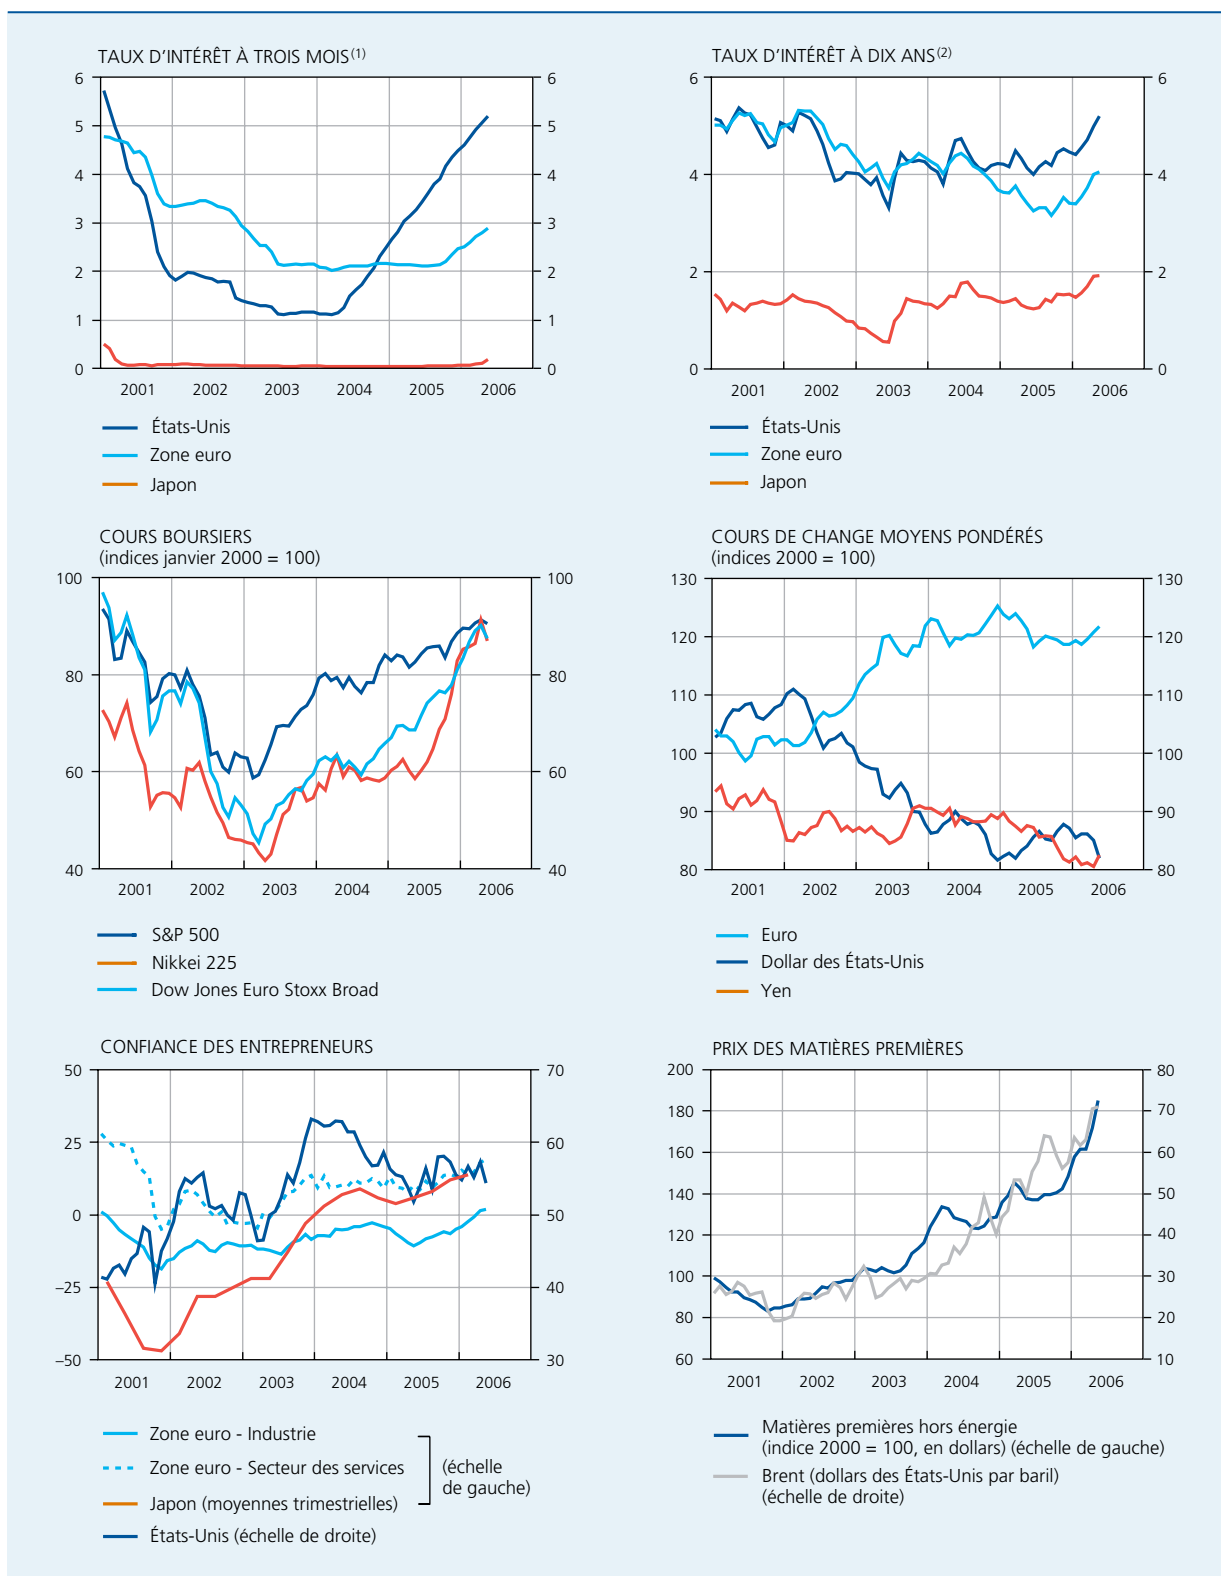 TAUX D'INTÉRÊT À TROIS MOIS(1)
6 6
5 5
4 4
3 3
2 2
1 1
0 0
2001 2002 2003 2004 2005 2006
États-Unis
Zone euro
Japon
TAUX D'INTÉRÊT À DIX ANS(2)
6 6
4 4
2 2
0 0
2001 2002 2003 2004 2005 2006
États-Unis
Zone euro
Japon
COURS BOURSIERS
(indices janvier 2000 = 100)
100 100
80 80
60 60
40 40
2001 2002 2003 2004 2005 2006
S&P 500
Nikkei 225
Dow Jones Euro Stoxx Broad
COURS DE CHANGE MOYENS PONDÉRÉS
(indices 2000 = 100)
130 130
120 120
110 110
100 100
90 90
80 80
2001 2002 2003 2004 2005 2006
Euro
Dollar des États-Unis
Yen
CONFIANCE DES ENTREPRENEURS
50 70
25 60
0 50
–25 40
–50 30
2001 2002 2003 2004 2005 2006
Zone euro - Industrie
Zone euro - Secteur des services
Japon (moyennes trimestrielles)
(échelle
de gauche)
États-Unis (échelle de droite)
PRIX DES MATIÈRES PREMIÈRES
200 80
180 70
160 60
140 50
120 40
100 30
80 20
60 10
2001 2002 2003 2004 2005 2006
Matières premières hors énergie
(indice 2000 = 100, en dollars) (échelle de gauche)
Brent (dollars des États-Unis par baril)
(échelle de droite)